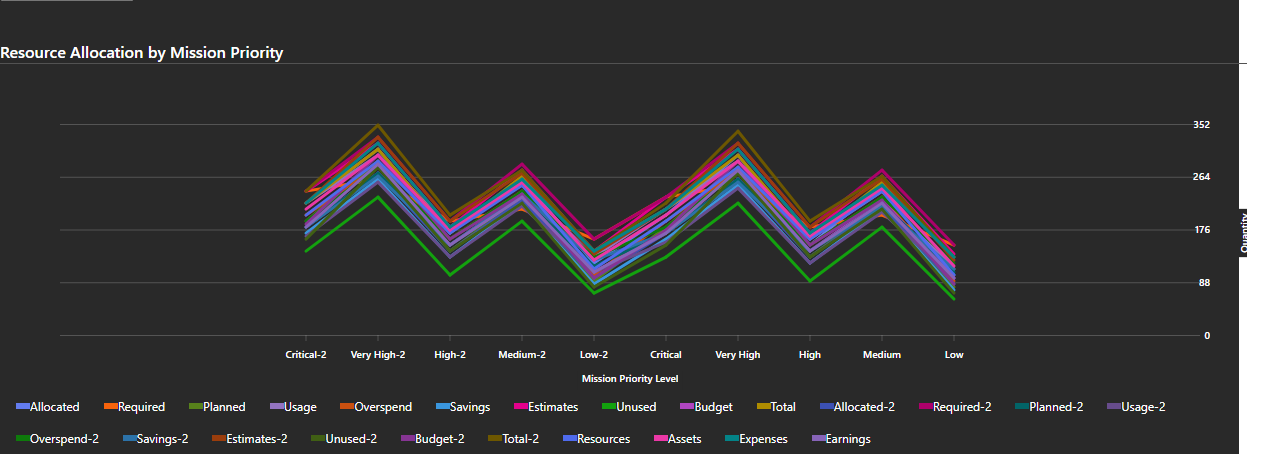 Resource Allocation by Mission Priority
352
264
176
88
0
Quantity
Critical-2 Very High-2 High-2 Medium-2 Low-2 Critical Very High High Medium Low
Mission Priority Level
Allocated Required Planned Usage Overspend Savings Estimates Unused Budget Total Allocated-2 Required-2 Planned-2 Usage-2
Overspend-2 Savings-2 Estimates-2 Unused-2 Budget-2 Total-2 Resources Assets Expenses Earnings